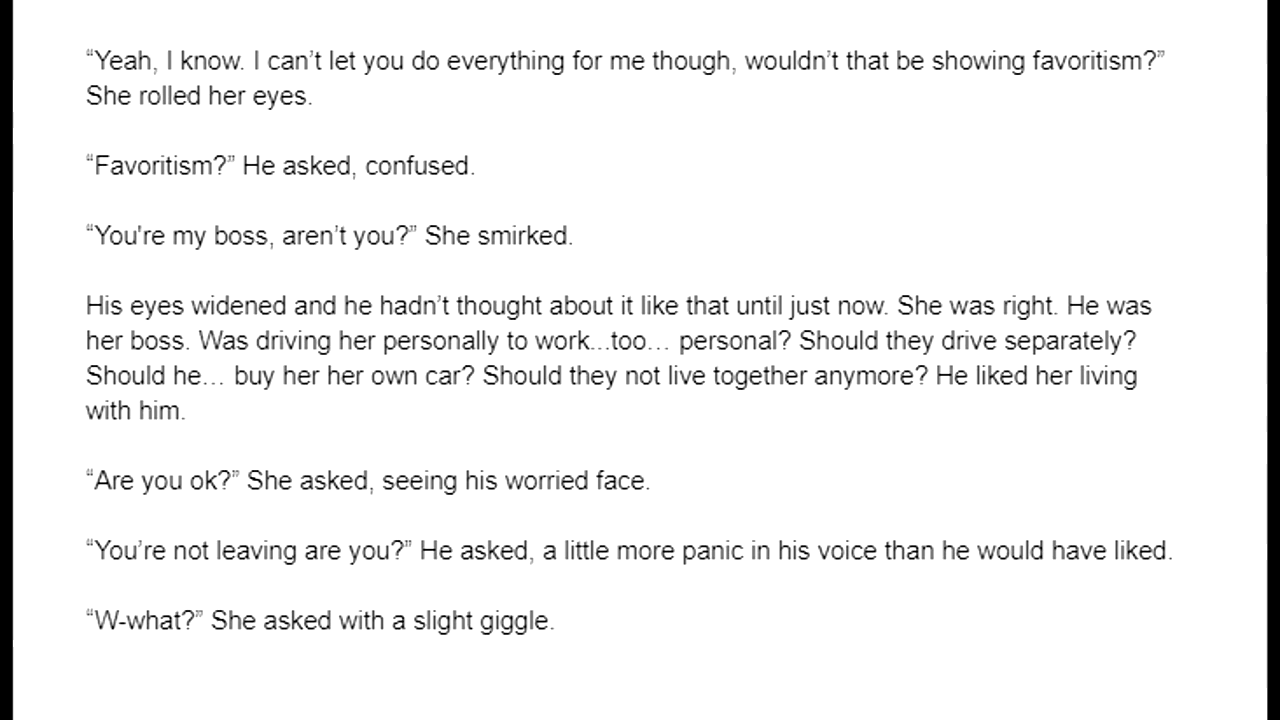 “Yeah, I know. I can’t let you do everything for me though, wouldn’t that be showing favoritism?”
She rolled her eyes.
“Favoritism?” He asked, confused.
“You're my boss, aren’t you?” She smirked.
His eyes widened and he hadn’t thought about it like that until just now. She was right. He was
her boss. Was driving her personally to work...too… personal? Should they drive separately?
Should he… buy her her own car? Should they not live together anymore? He liked her living
with him.
“Are you ok?” She asked, seeing his worried face.
“You’re not leaving are you?” He asked, a little more panic in his voice than he would have liked.
“W-what?” She asked with a slight giggle.